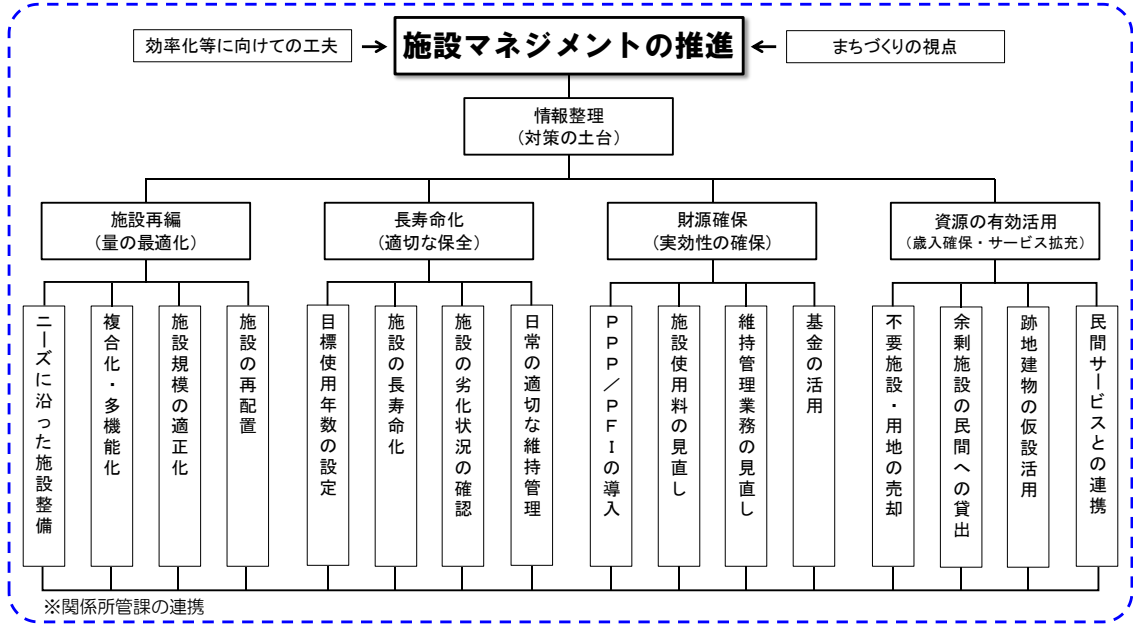 効率化等に向けての工夫
施設マネジメントの推進
まちづくりの視点
情報整理
（対策の土台）
施設再編
（量の最適化）
長寿命化
（適切な保全）
財源確保
（実効性の確保）
資源の有効活用
（歳入確保・サービス拡充）
ニーズに沿った施設整備
複合化・多機能化
施設規模の適正化
施設の再配置
目標使用年数の設定
施設の長寿命化
施設の劣化状況の確認
日常の適切な維持管理
ＰＰＰ／ＰＦＩの導入
施設使用料の見直し
維持管理業務の見直し
基金の活用
不要施設・用地の売却
余剰施設の民間への貸出
跡地建物の仮設活用
民間サービスとの連携
※関係所管課の連携